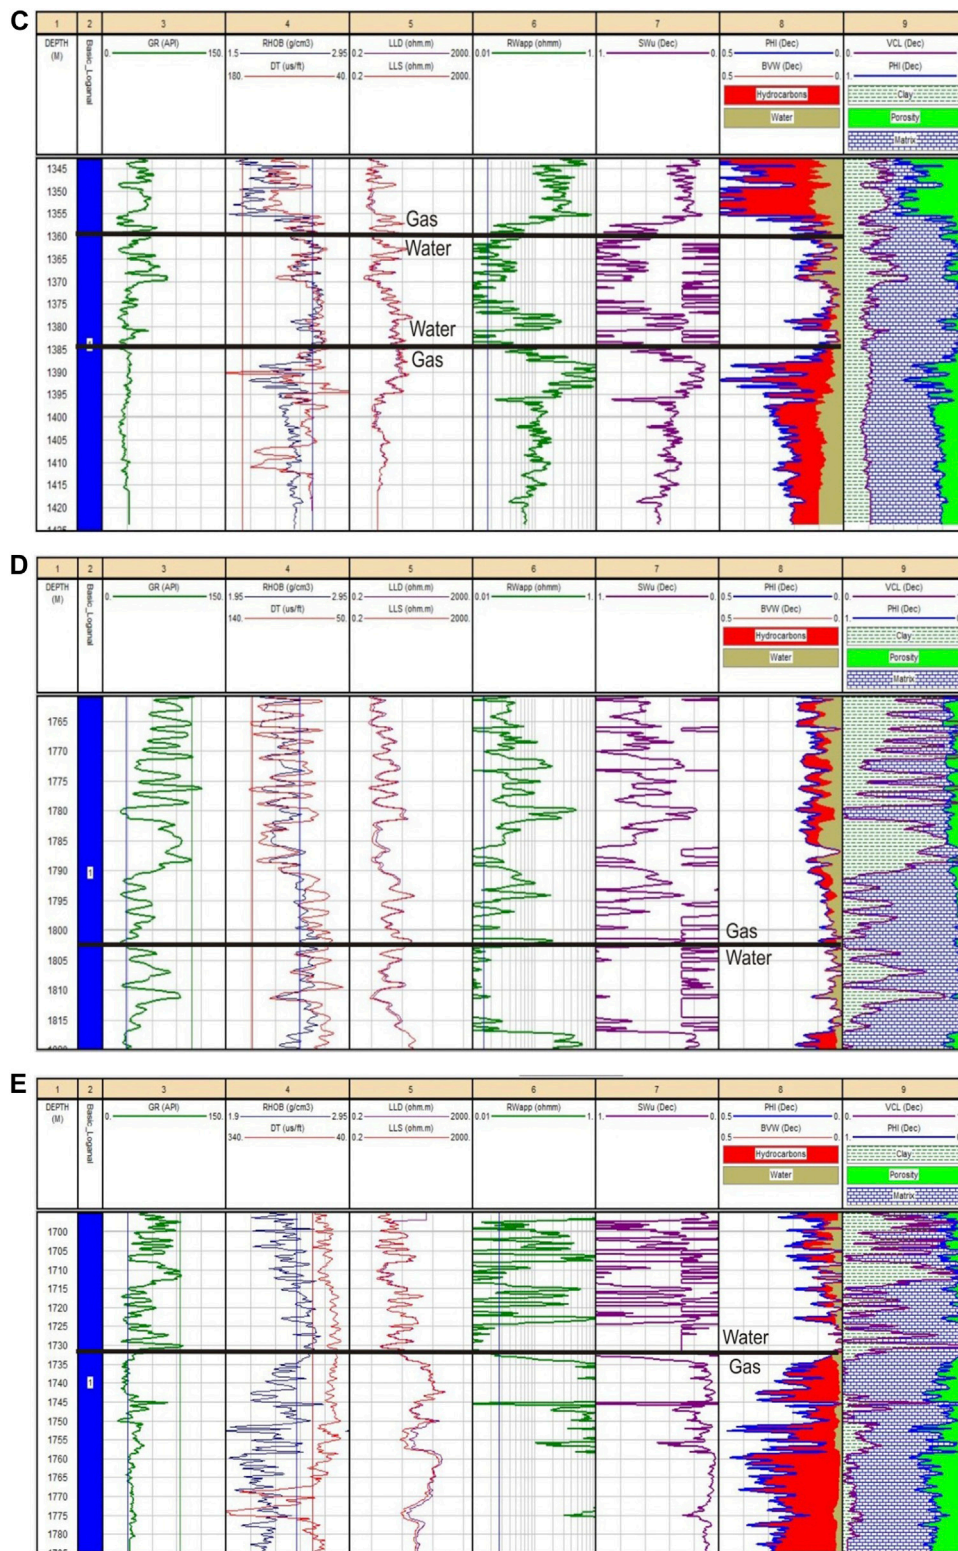 C
1 2 3 4 5 6 7 8 9
DEPTH (M) Basic_Loganal GR (API) RHOB (g/cm3) LLD (ohm.m) RWapp (ohmm) SWu (Dec) PHI (Dec) VCL (Dec)
0. 150. 1.5 2.95 0.2 2000. 0.01 1. 1. 0. 0.5 0. 0.
DT (us/ft) LLS (ohm.m) BVW (Dec) PHI (Dec)
180. 40. 0.2 2000. 0.5 0. 1.
Hydrocarbons Clay
Water Porosity
Matrix
1345
1350
1355
Gas
1360
Water
1365
1370
1375
1380
Water
1385
Gas
1390
1395
1400
1405
1410
1415
1420
1425
D
1 2 3 4 5 6 7 8 9
DEPTH (M) Basic_Loganal GR (API) RHOB (g/cm3) LLD (ohm.m) RWapp (ohmm) SWu (Dec) PHI (Dec) VCL (Dec)
0. 150. 1.95 2.95 0.2 2000. 0.01 1. 1. 0. 0.5 0. 0.
DT (us/ft) LLS (ohm.m) BVW (Dec) PHI (Dec)
140. 50. 0.2 2000. 0.5 0. 1.
Hydrocarbons Clay
Water Porosity
Matrix
1765
1770
1775
1780
1785
1790
1795
1800
Gas
Water
1805
1810
1815
E
1 2 3 4 5 6 7 8 9
DEPTH (M) Basic_Loganal GR (API) RHOB (g/cm3) LLD (ohm.m) RWapp (ohmm) SWu (Dec) PHI (Dec) VCL (Dec)
0. 150. 1.9 2.95 0.2 2000. 0.01 1. 1. 0. 0.5 0. 0.
DT (us/ft) LLS (ohm.m) BVW (Dec) PHI (Dec)
340. 40. 0.2 2000. 0.5 0. 1.
Hydrocarbons Clay
Water Porosity
Matrix
1700
1705
1710
1715
1720
1725
Water
1730
Gas
1735
1740
1745
1750
1755
1760
1765
1770
1775
1780